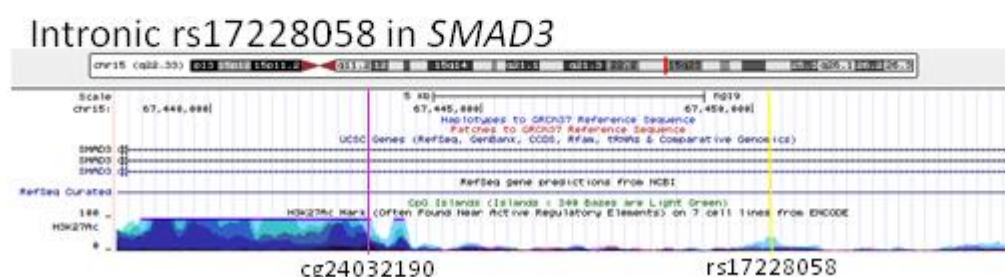 Intronic rs17228058 in SMAD3
chr15 (q22.33)
Scale 5 kb hg19
chr15: 67,440,000 67,445,000 67,450,000
Haplotypes to GRCh37 Reference Sequence
Patches to GRCh37 Reference Sequence
UCSC Genes (RefSeq, GenBank, CCDS, Rfam, tRNAs & Comparative Genomics)
SMAD3
SMAD3
SMAD3
RefSeq gene predictions from NCBI
RefSeq Curated
CpG Islands (Islands < 300 Bases are Light Green)
100 _ H3K27Ac Mark (Often Found Near Active Regulatory Elements) on 7 cell lines from ENCODE
H3K27Ac
0 _
cg24032190 rs17228058